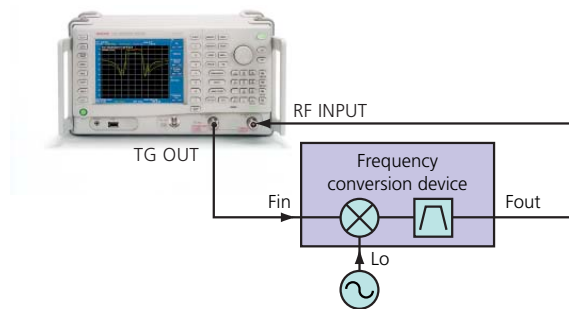 RF INPUT
TG OUT
Frequency
conversion device
Fin
Fout
Lo